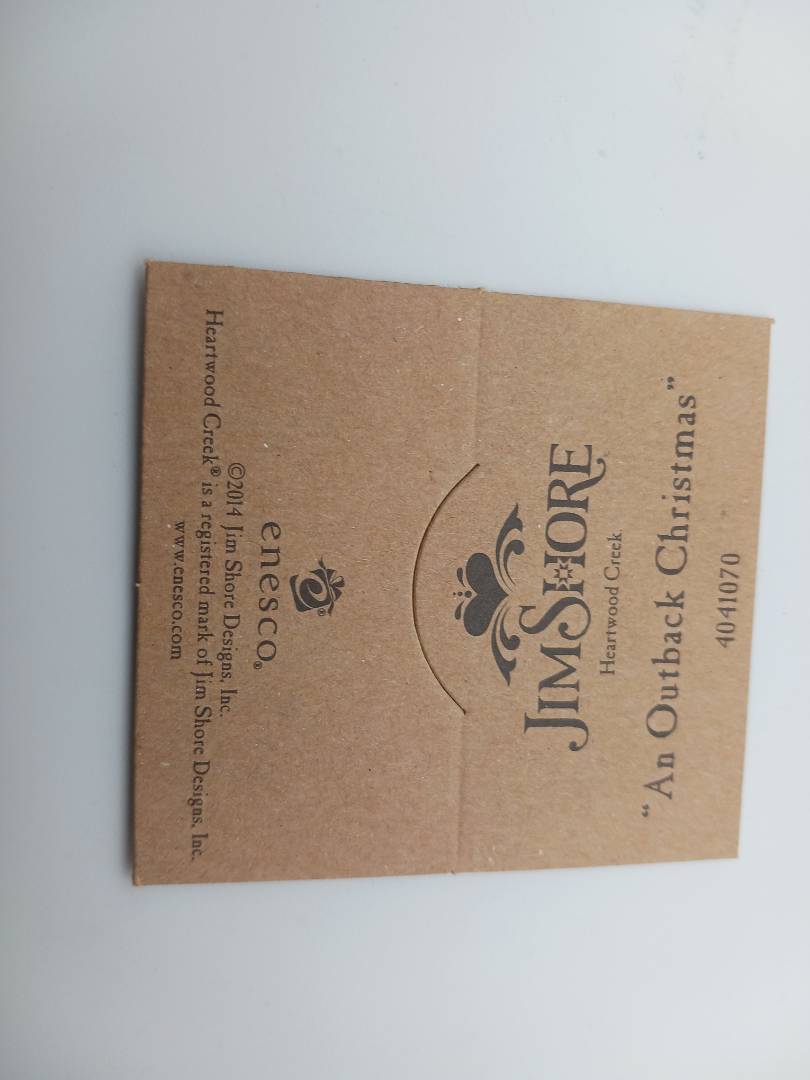 JIM SHORE
Heartwood Creek
“An Outback Christmas”
4041070
enesco®
©2014 Jim Shore Designs, Inc.
Heartwood Creek® is a registered mark of Jim Shore Designs, Inc.
www.enesco.com